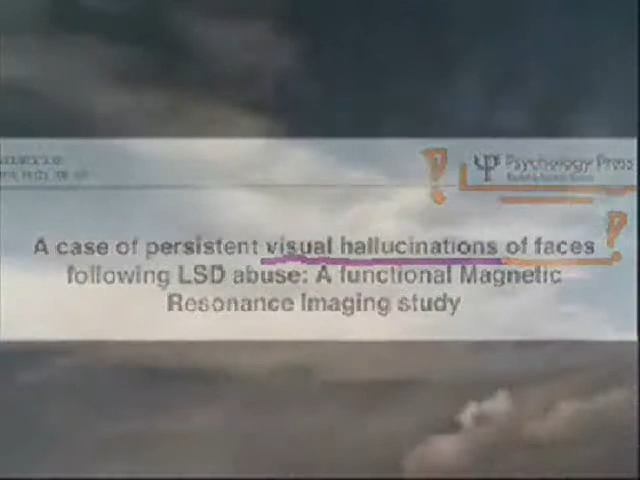 Psychology Press
A case of persistent visual hallucinations of faces
following LSD abuse: A functional Magnetic
Resonance Imaging study